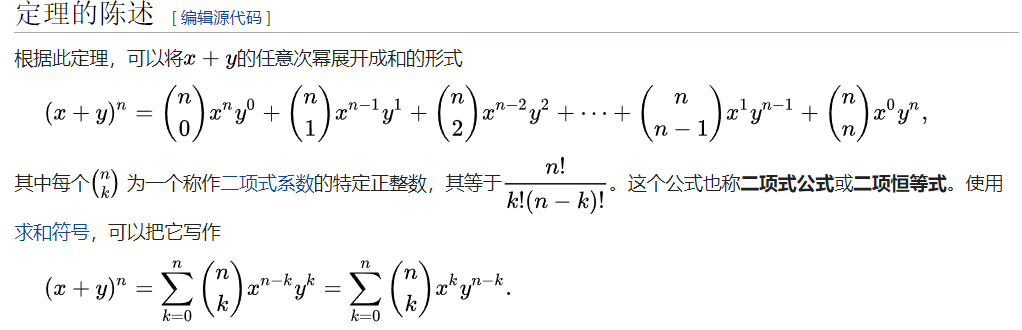 定理的陈述 [编辑源代码]
根据此定理，可以将x + y的任意次幂展开成和的形式
(x + y)^n = \binom{n}{0} x^n y^0 + \binom{n}{1} x^{n-1} y^1 + \binom{n}{2} x^{n-2} y^2 + \cdots + \binom{n}{n-1} x^1 y^{n-1} + \binom{n}{n} x^0 y^n,
其中每个\binom{n}{k} 为一个称作二项式系数的特定正整数，其等于\frac{n!}{k!(n-k)!}。这个公式也称二项式公式或二项恒等式。使用
求和符号，可以把它写作
(x + y)^n = \sum_{k=0}^{n} \binom{n}{k} x^{n-k} y^k = \sum_{k=0}^{n} \binom{n}{k} x^k y^{n-k}.